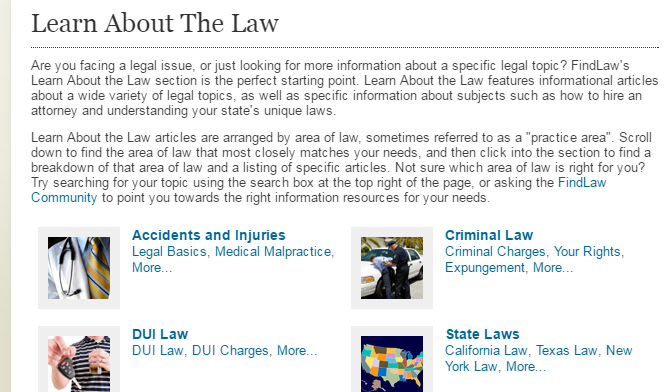 Learn About The Law
Are you facing a legal issue, or just looking for more information about a specific legal topic? FindLaw's
Learn About the Law section is the perfect starting point. Learn About the Law features informational articles
about a wide variety of legal topics, as well as specific information about subjects such as how to hire an
attorney and understanding your state's unique laws.
Learn About Law articles are arranged by area of law, sometimes referred to as a "practice area". Scroll
down to find the area of law that most closely matches your needs, and then click into the section to find a
breakdown of that area of law and a listing of specific articles. Not sure which area of law is right for you?
Try searching for your topic using the search box at the top right of the page, or asking the FindLaw
Community to point you towards the right information resources for your needs.
Accidents and Injuries
Legal Basics, Medical Malpractice,
More...
Criminal Law
Criminal Charges, Your Rights,
Expungement, More...
DUI Law
DUI Law, DUI Charges, More...
State Laws
California Law, Texas Law, New
York Law, More...